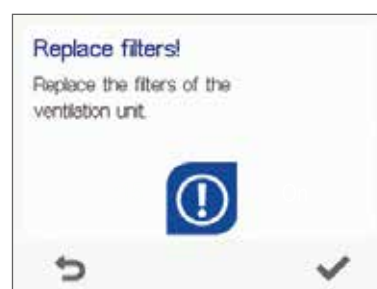 Replace filters!
Replace the filters of the
ventilation unit.